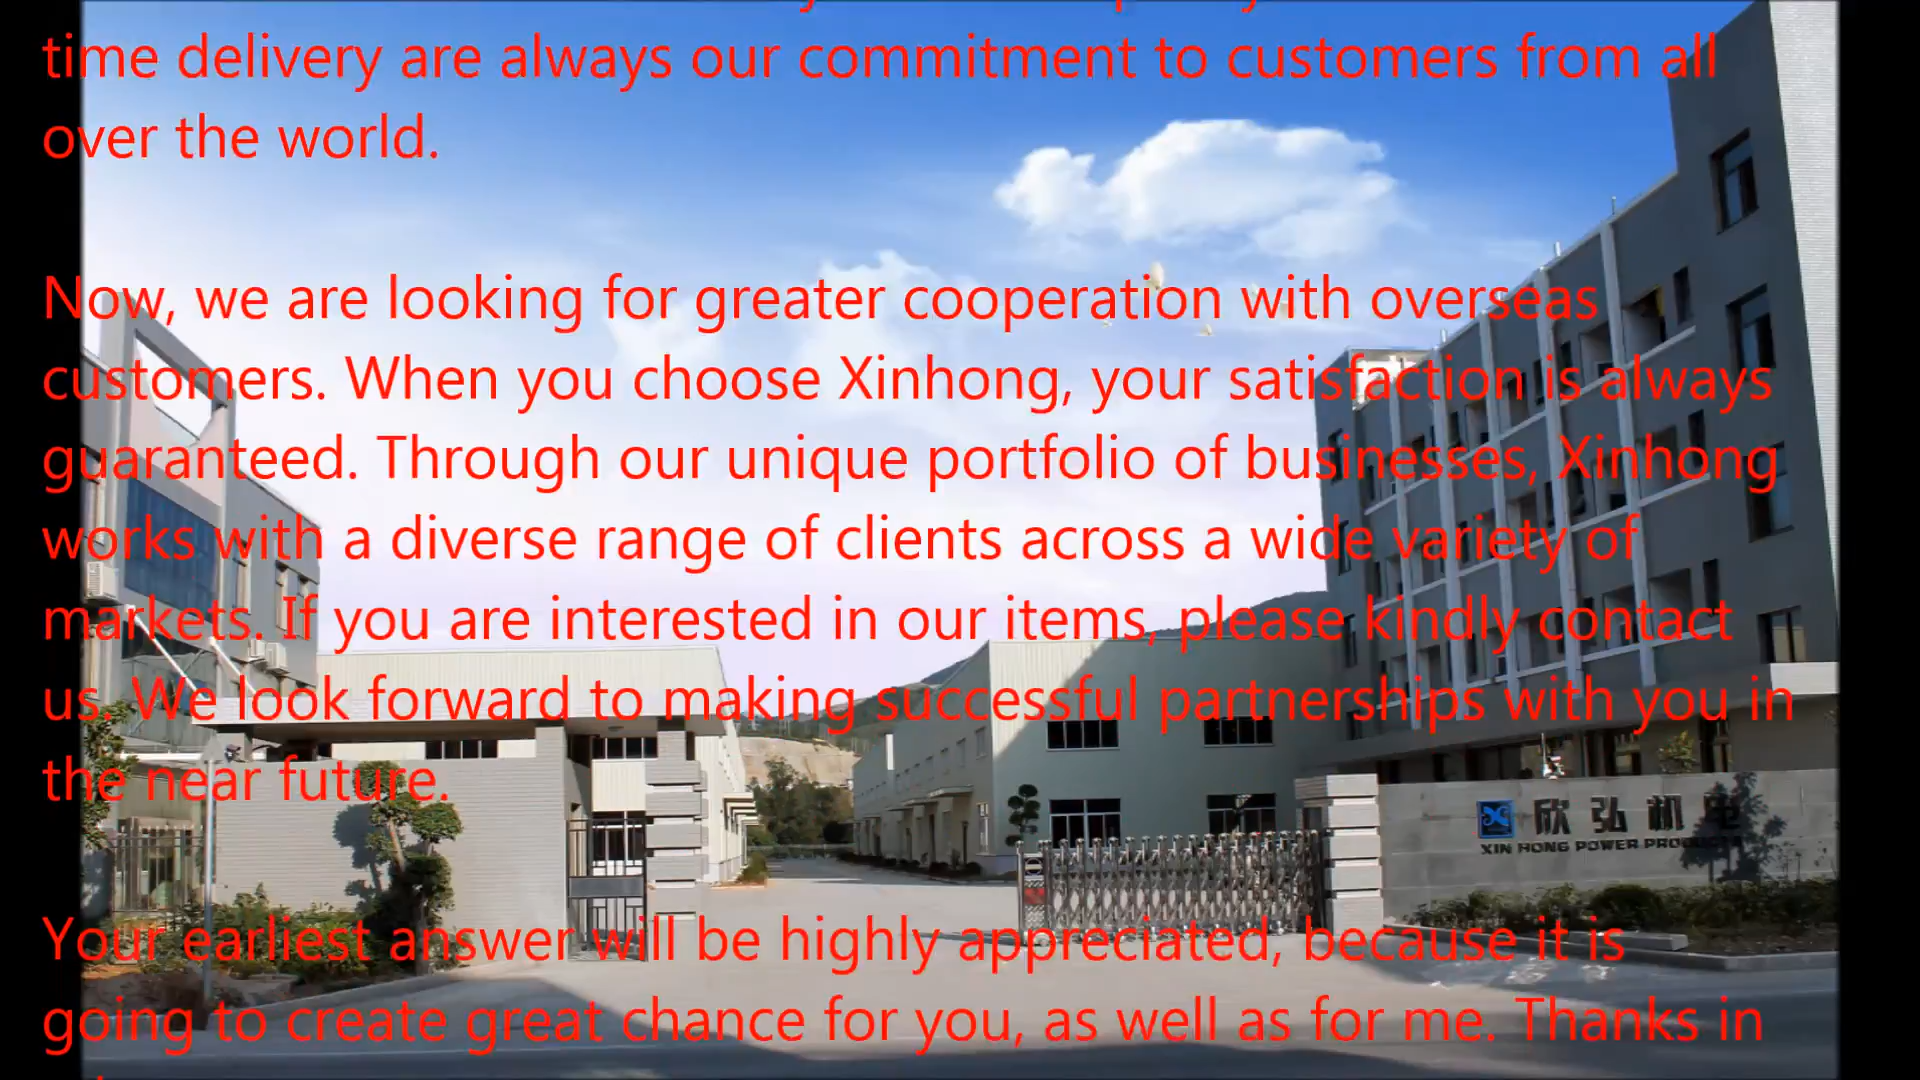 time delivery are always our commitment to customers from all
over the world.
Now, we are looking for greater cooperation with overseas
customers. When you choose Xinhong, your satisfaction is always
guaranteed. Through our unique portfolio of businesses, Xinhong
works with a diverse range of clients across a wide variety of
markets. If you are interested in our items, please kindly contact
us. We look forward to making successful partnerships with you in
the near future.
欣弘机电
XIN HONG POWER PRODUCTS
Your earliest answer will be highly appreciated, because it is
going to create great chance for you, as well as for me. Thanks in